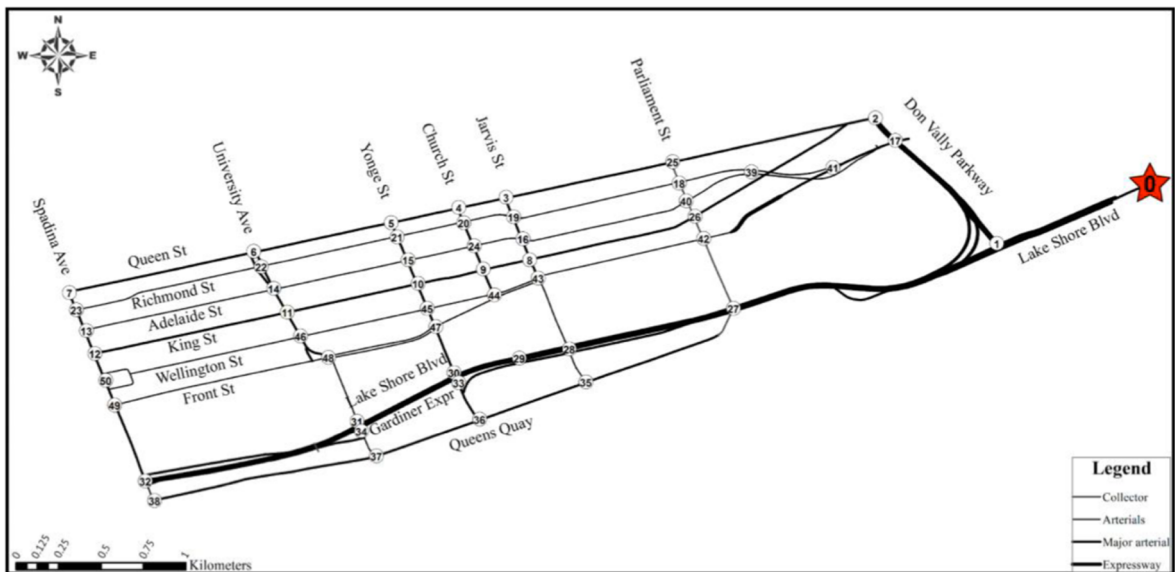 N
W E
S
Spadina Ave
University Ave
Yonge St
Church St
Jarvis St
Parliament St
Don Vally Parkway
Queen St
Richmond St
Adelaide St
King St
Wellington St
Front St
Lake Shore Blvd
Gardiner Expr
Queens Quay
Lake Shore Blvd
0
2
17
1
25
18
39
41
40
26
42
27
3
19
16
8
43
4
20
24
9
44
5
21
15
10
45
47
6
22
14
11
46
48
7
23
13
12
50
49
30
33
29
28
35
36
31
34
37
32
38
0 0.125 0.25 0.5 0.75 1
Kilometers
Legend
Collector
Arterials
Major arterial
Expressway